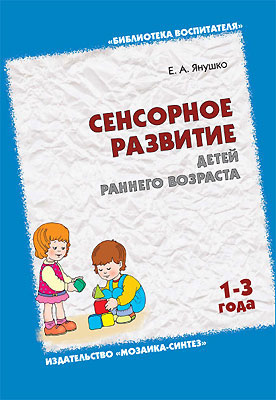 «БИБЛИОТЕКА ВОСПИТАТЕЛЯ»
Е. А. Янушко
СЕНСОРНОЕ
РАЗВИТИЕ
ДЕТЕЙ
РАННЕГО ВОЗРАСТА
1-3
года
ИЗДАТЕЛЬСТВО «МОЗАИКА-СИНТЕЗ»